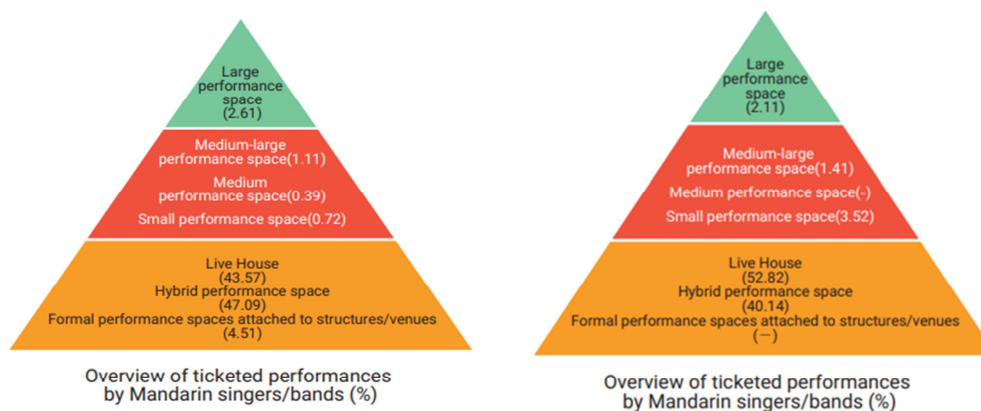 Large
performance
space
(2.61)
Medium-large
performance space(1.11)
Medium
performance space(0.39)
Small performance space(0.72)
Live House
(43.57)
Hybrid performance space
(47.09)
Formal performance spaces attached to structures/venues
(4.51)
Overview of ticketed performances
by Mandarin singers/bands (%)
Large
performance
space
(2.11)
Medium-large
performance space(1.41)
Medium performance space(-)
Small performance space(3.52)
Live House
(52.82)
Hybrid performance space
(40.14)
Formal performance spaces attached to structures/venues
(—)
Overview of ticketed performances
by Mandarin singers/bands (%)